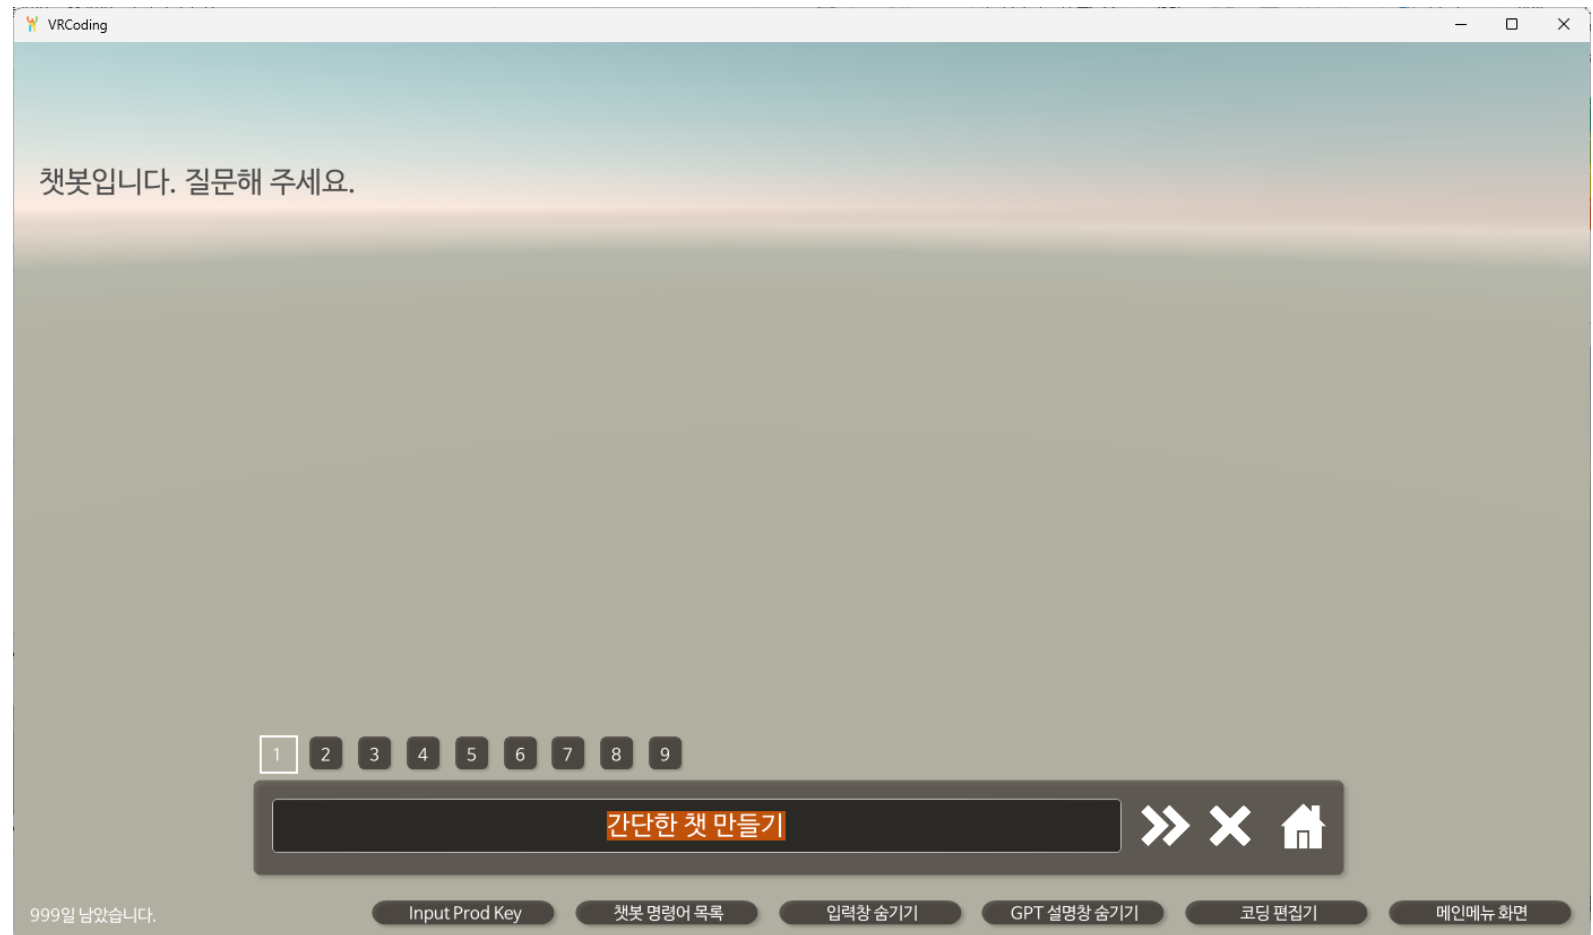 VRCoding
챗봇입니다. 질문해 주세요.
1 2 3 4 5 6 7 8 9
간단한 챗 만들기
999일 남았습니다.
Input Prod Key
챗봇 명령어 목록
입력창 숨기기
GPT 설명창 숨기기
코딩 편집기
메인메뉴 화면